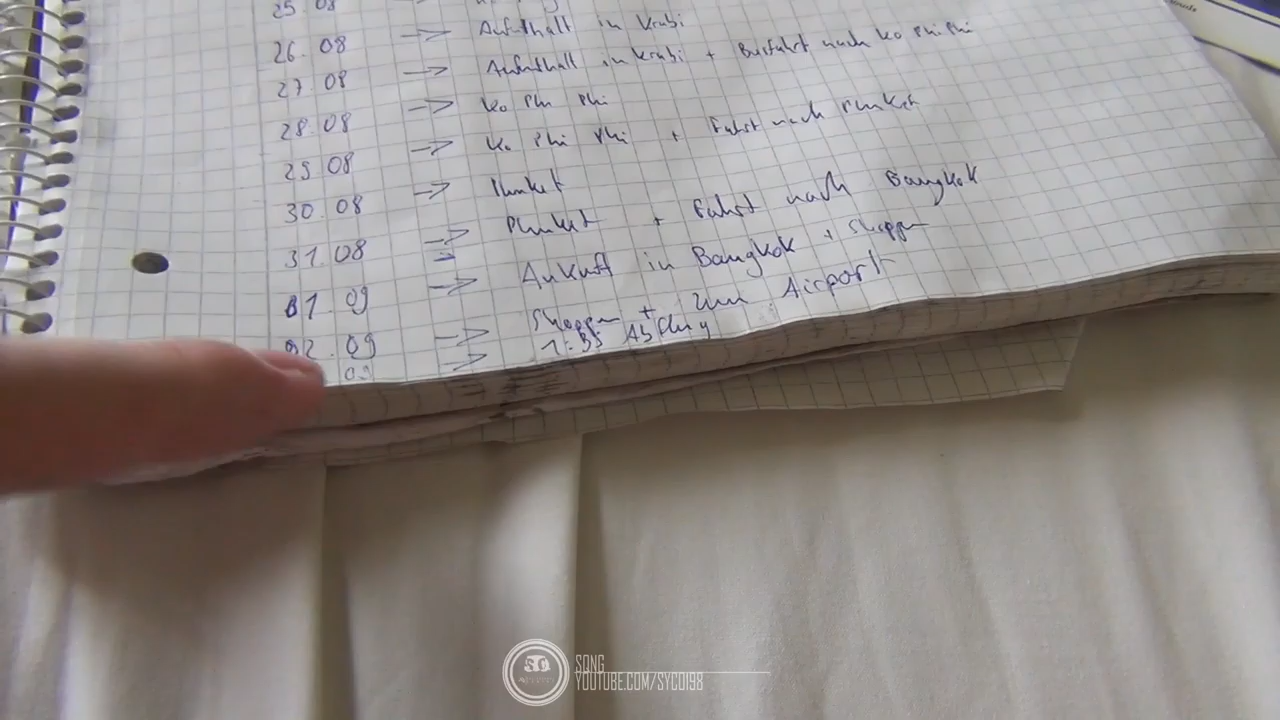 25 08
26. 08 → Aufenthalt in Krabi
27. 08 → Aufenthalt in Krabi + Busfahrt nach Ko Phi Phi
28. 08 → Ko Phi Phi
29. 08 → Ko Phi Phi + Fahrt nach Phuket
30. 08 → Phuket
31. 08 → Phuket + Fahrt nach Bangkok
01. 09 → Ankunft in Bangkok + shoppen
02. 09 → Shoppen + zum Airport
09 → 1:55 Abflug
SONG
YOUTUBE.COM/SYCO198